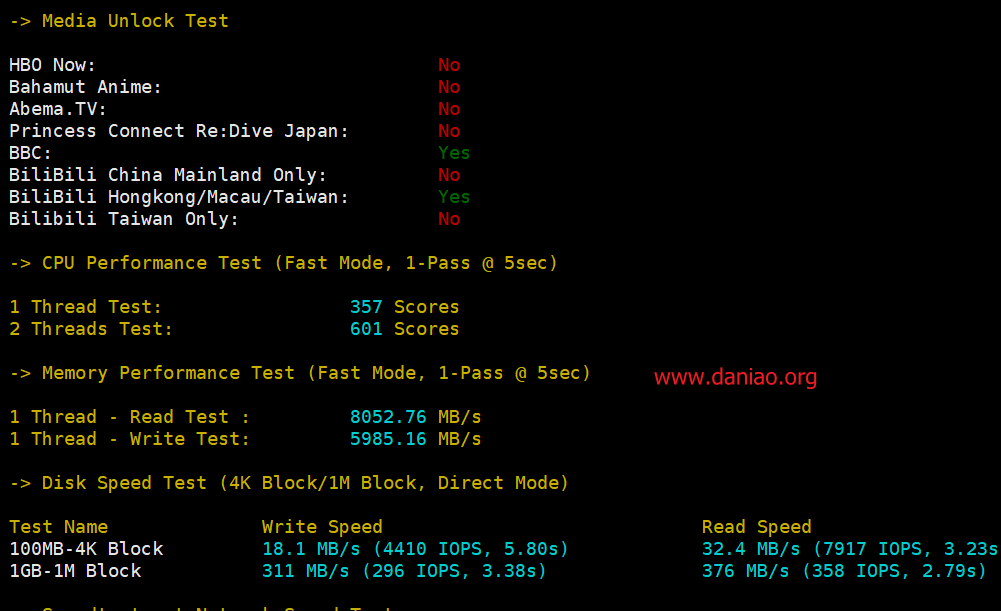 -> Media Unlock Test
HBO Now: No
Bahamut Anime: No
Abema.TV: No
Princess Connect Re:Dive Japan: No
BBC: Yes
BiliBili China Mainland Only: No
BiliBili Hongkong/Macau/Taiwan: Yes
Bilibili Taiwan Only: No
-> CPU Performance Test (Fast Mode, 1-Pass @ 5sec)
1 Thread Test: 357 Scores
2 Threads Test: 601 Scores
-> Memory Performance Test (Fast Mode, 1-Pass @ 5sec)
www.daniao.org
1 Thread - Read Test : 8052.76 MB/s
1 Thread - Write Test: 5985.16 MB/s
-> Disk Speed Test (4K Block/1M Block, Direct Mode)
Test Name Write Speed Read Speed
100MB-4K Block 18.1 MB/s (4410 IOPS, 5.80s) 32.4 MB/s (7917 IOPS, 3.23s
1GB-1M Block 311 MB/s (296 IOPS, 3.38s) 376 MB/s (358 IOPS, 2.79s)